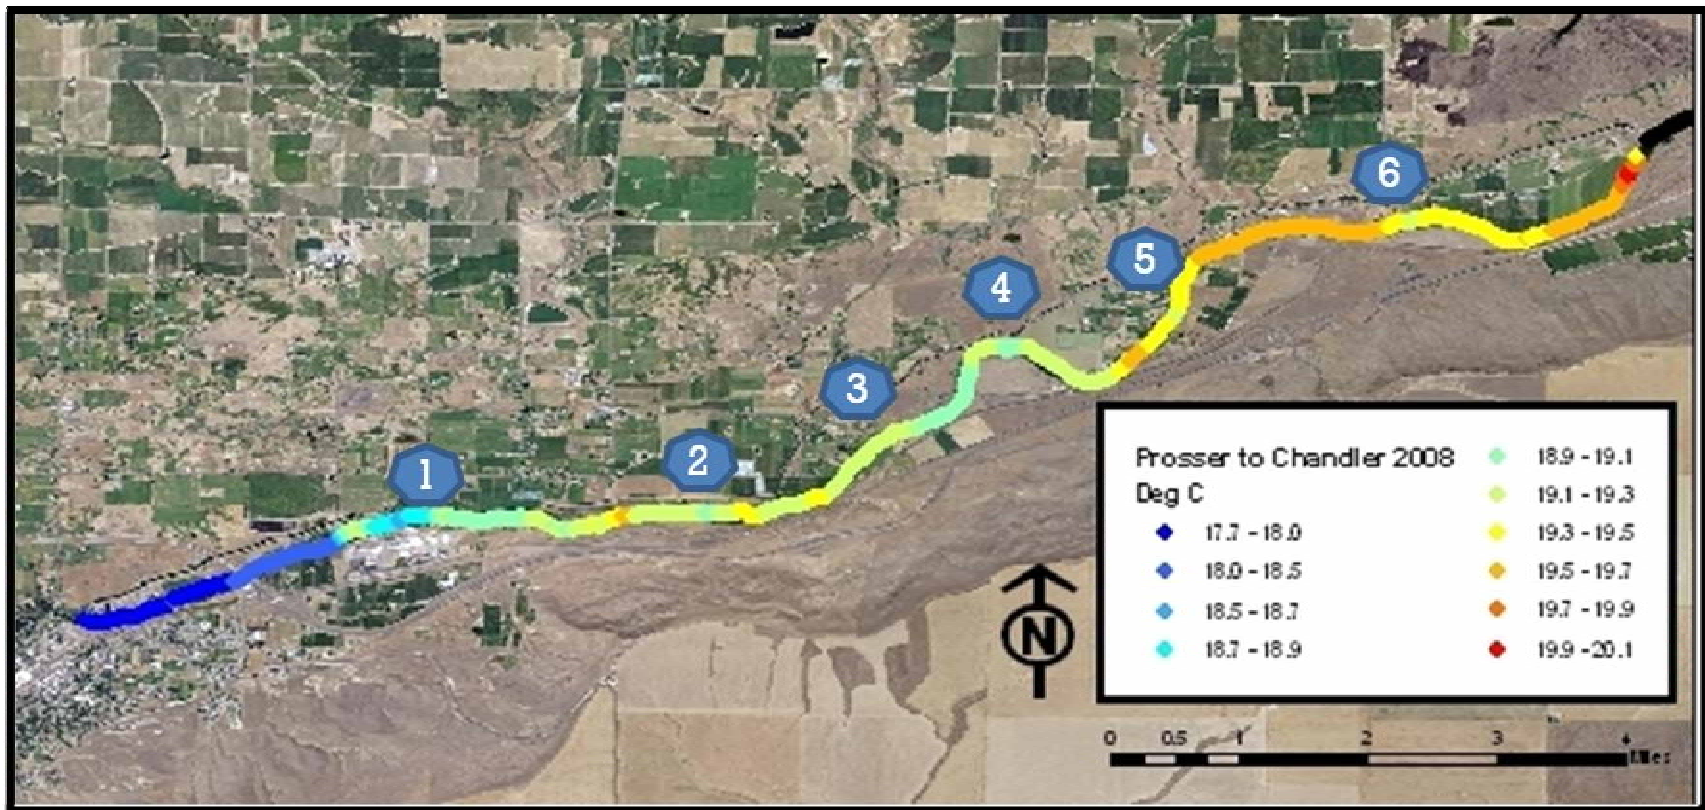 6
5
4
3
2
1
Prosser to Chandler 2008
Deg C
17.7 - 18.0
18.0 - 18.5
18.5 - 18.7
18.7 - 18.9
18.9 - 19.1
19.1 - 19.3
19.3 - 19.5
19.5 - 19.7
19.7 - 19.9
19.9 - 20.1
N
0 0.5 1 2 3 4
Miles